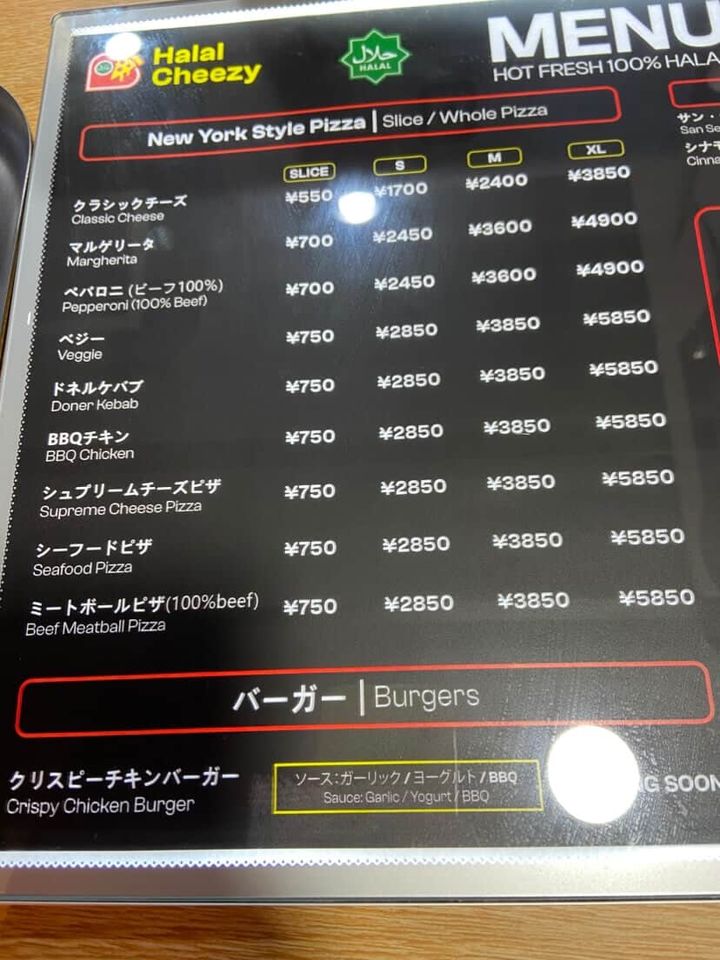 Halal
Cheezy
حلال
HALAL
MENU
HOT FRESH 100% HALA
New York Style Pizza | Slice / Whole Pizza
SLICE S M XL
クラシックチーズ ¥550 ¥1700 ¥2400 ¥3850
Classic Cheese
マルゲリータ ¥700 ¥2450 ¥3600 ¥4900
Margherita
ペパロニ (ビーフ100%) ¥700 ¥2450 ¥3600 ¥4900
Pepperoni (100% Beef)
ベジー ¥750 ¥2850 ¥3850 ¥5850
Veggie
ドネルケバブ ¥750 ¥2850 ¥3850 ¥5850
Doner Kebab
BBQチキン ¥750 ¥2850 ¥3850 ¥5850
BBQ Chicken
シュプリームチーズピザ ¥750 ¥2850 ¥3850 ¥5850
Supreme Cheese Pizza
シーフードピザ ¥750 ¥2850 ¥3850 ¥5850
Seafood Pizza
ミートボールピザ(100%beef) ¥750 ¥2850 ¥3850 ¥5850
Beef Meatball Pizza
バーガー | Burgers
クリスピーチキンバーガー
Crispy Chicken Burger
ソース：ガーリック / ヨーグルト / BBQ
Sauce: Garlic / Yogurt / BBQ
G SOON
サン・
San Se
シナモ
Cinna